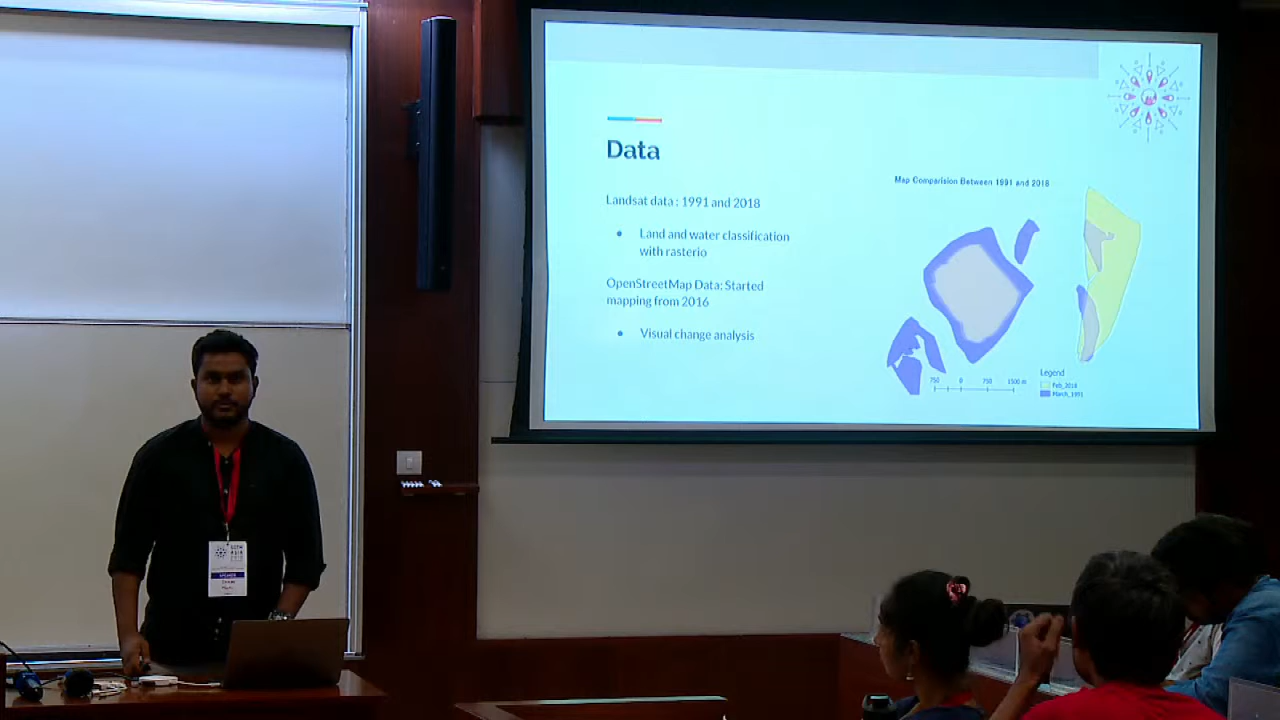 Data
Landsat data : 1991 and 2018
● Land and water classification
with rasterio
OpenStreetMap Data: Started
mapping from 2016
● Visual change analysis
Map Comparision Between 1991 and 2018
750 0 750 1500 m
Legend
Feb_2018
March_1991